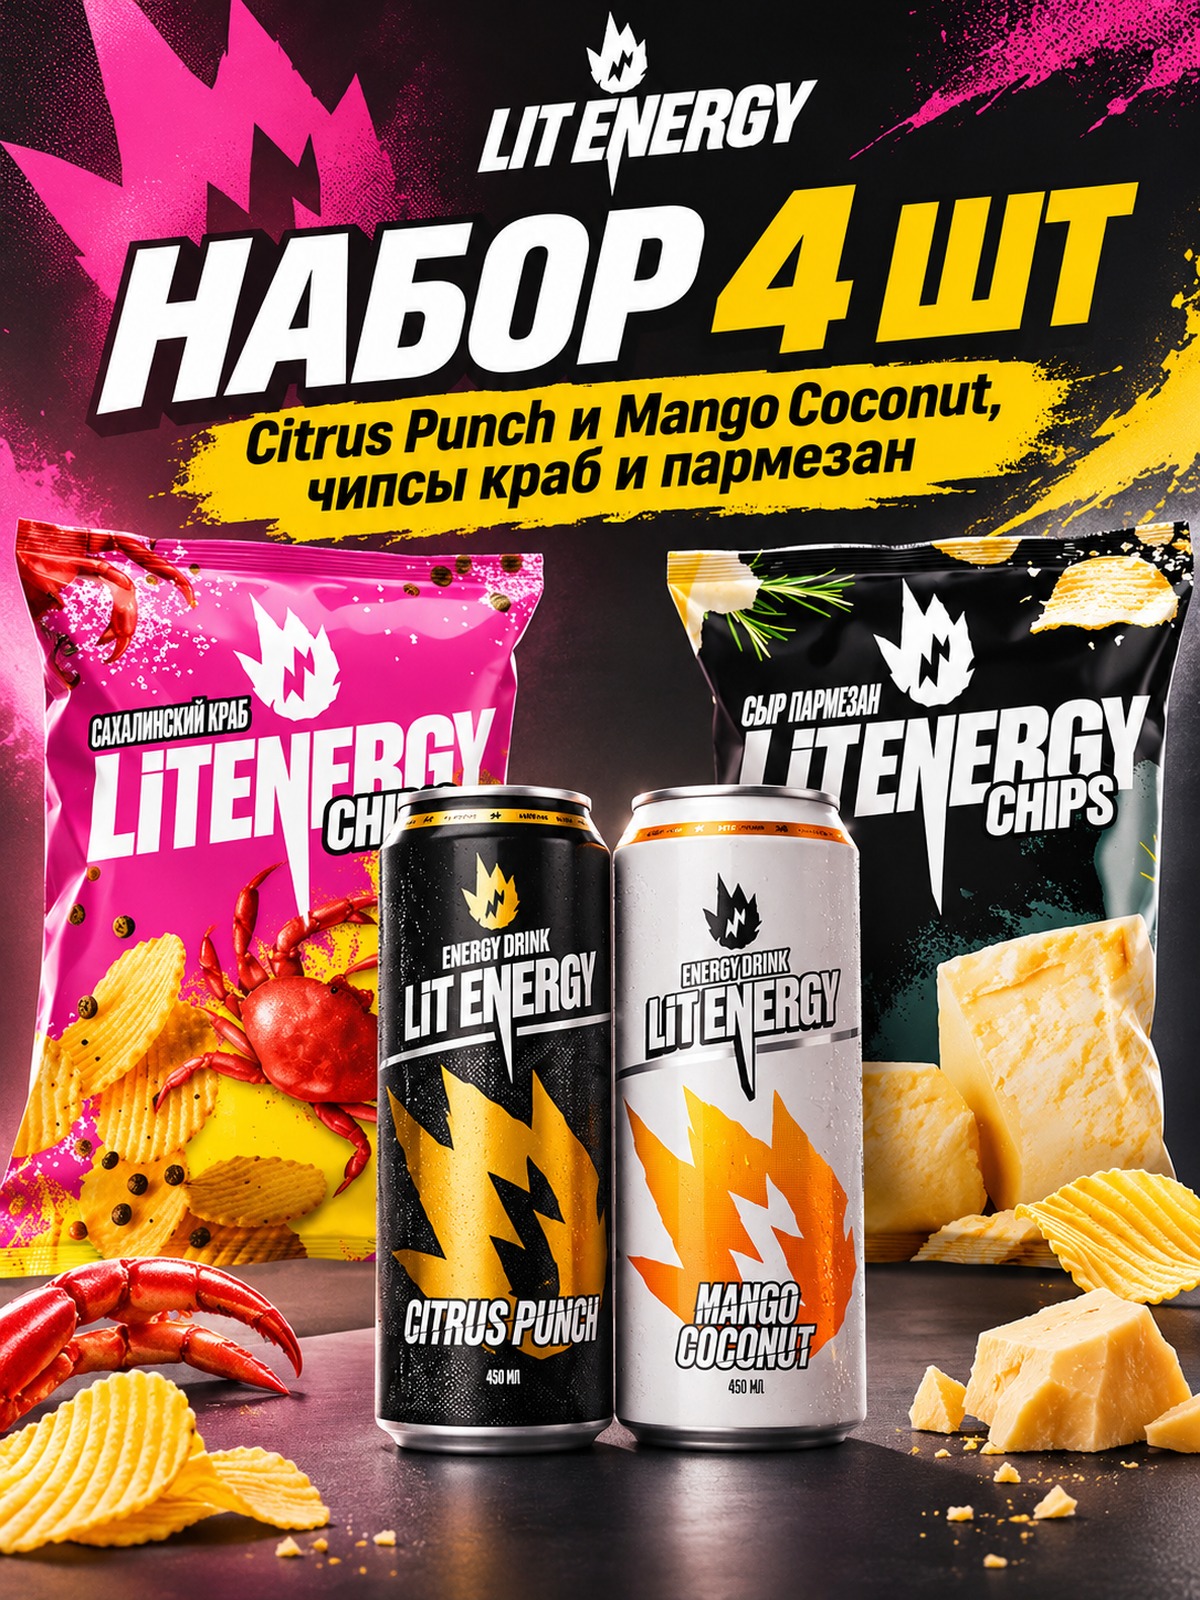 LIT ENERGY
НАБОР 4 ШТ
Citrus Punch и Mango Coconut,
чипсы краб и пармезан
САХАЛИНСКИЙ КРАБ
LiTENERGY
CHIPS
СЫР ПАРМЕЗАН
LiTENERGY
CHIPS
ENERGY DRINK
LiT ENERGY
CITRUS PUNCH
450 МЛ
ENERGY DRINK
LiT ENERGY
MANGO
COCONUT
450 МЛ